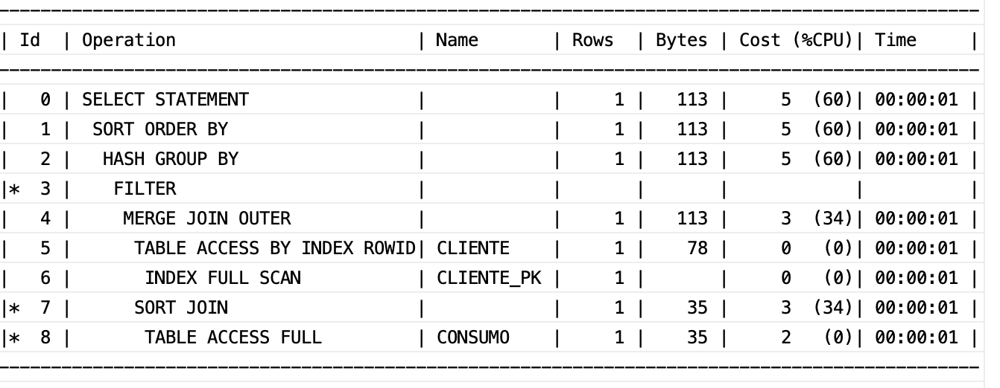 --------------------------------------------------------------------------------------------
| Id  | Operation                       | Name       | Rows  | Bytes | Cost (%CPU)| Time     |
--------------------------------------------------------------------------------------------
|   0 | SELECT STATEMENT                |            |     1 |   113 |     5  (60)| 00:00:01 |
|   1 |  SORT ORDER BY                  |            |     1 |   113 |     5  (60)| 00:00:01 |
|   2 |   HASH GROUP BY                 |            |     1 |   113 |     5  (60)| 00:00:01 |
|*  3 |    FILTER                       |            |       |       |            |          |
|   4 |     MERGE JOIN OUTER            |            |     1 |   113 |     3  (34)| 00:00:01 |
|   5 |      TABLE ACCESS BY INDEX ROWID| CLIENTE    |     1 |    78 |     0   (0)| 00:00:01 |
|   6 |       INDEX FULL SCAN           | CLIENTE_PK |     1 |       |     0   (0)| 00:00:01 |
|*  7 |      SORT JOIN                  |            |     1 |    35 |     3  (34)| 00:00:01 |
|*  8 |       TABLE ACCESS FULL         | CONSUMO    |     1 |    35 |     2   (0)| 00:00:01 |
--------------------------------------------------------------------------------------------